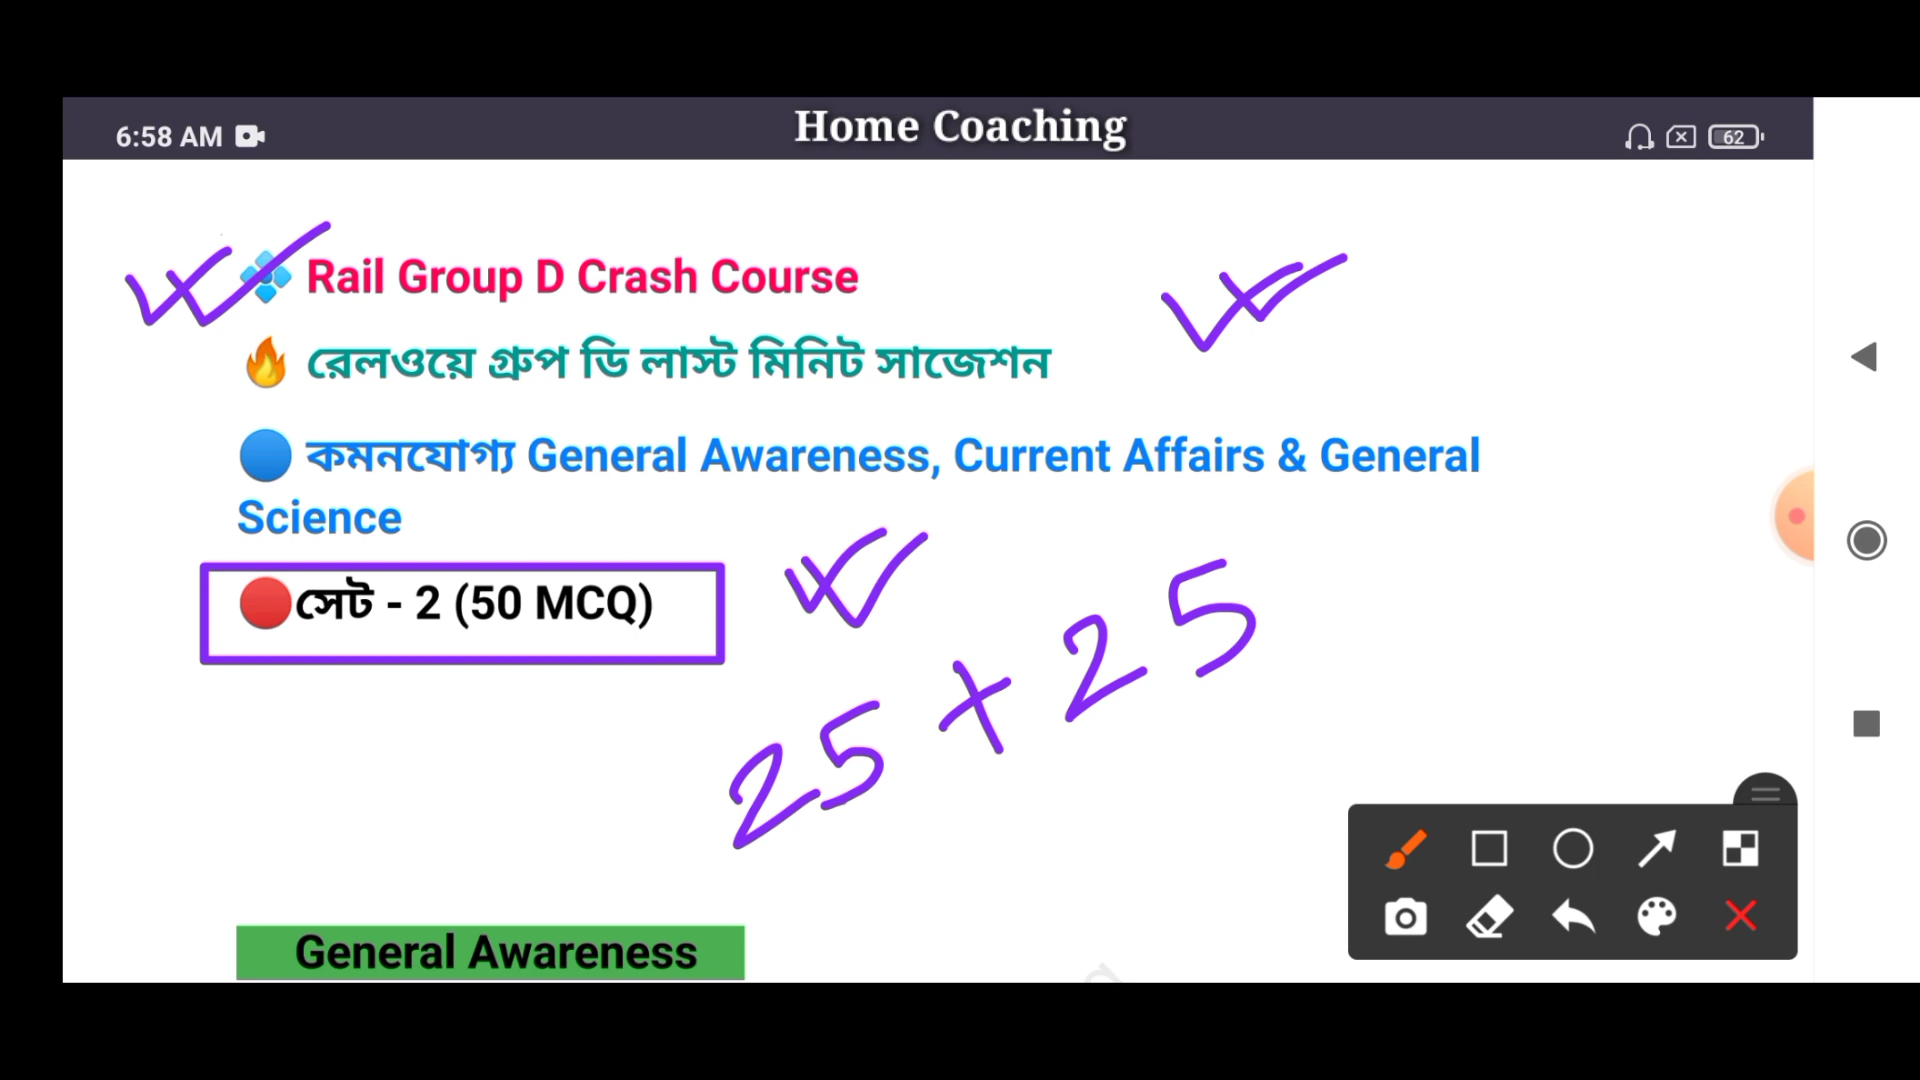 Home Coaching
6:58 AM
62
Rail Group D Crash Course
রেলওয়ে গ্রুপ ডি লাস্ট মিনিট সাজেশন
কমনযোগ্য General Awareness, Current Affairs & General
Science
সেট - 2 (50 MCQ)
25 + 25
General Awareness